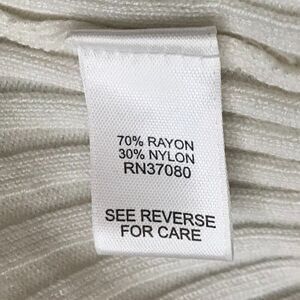 70% RAYON
30% NYLON
RN37080
SEE REVERSE
FOR CARE